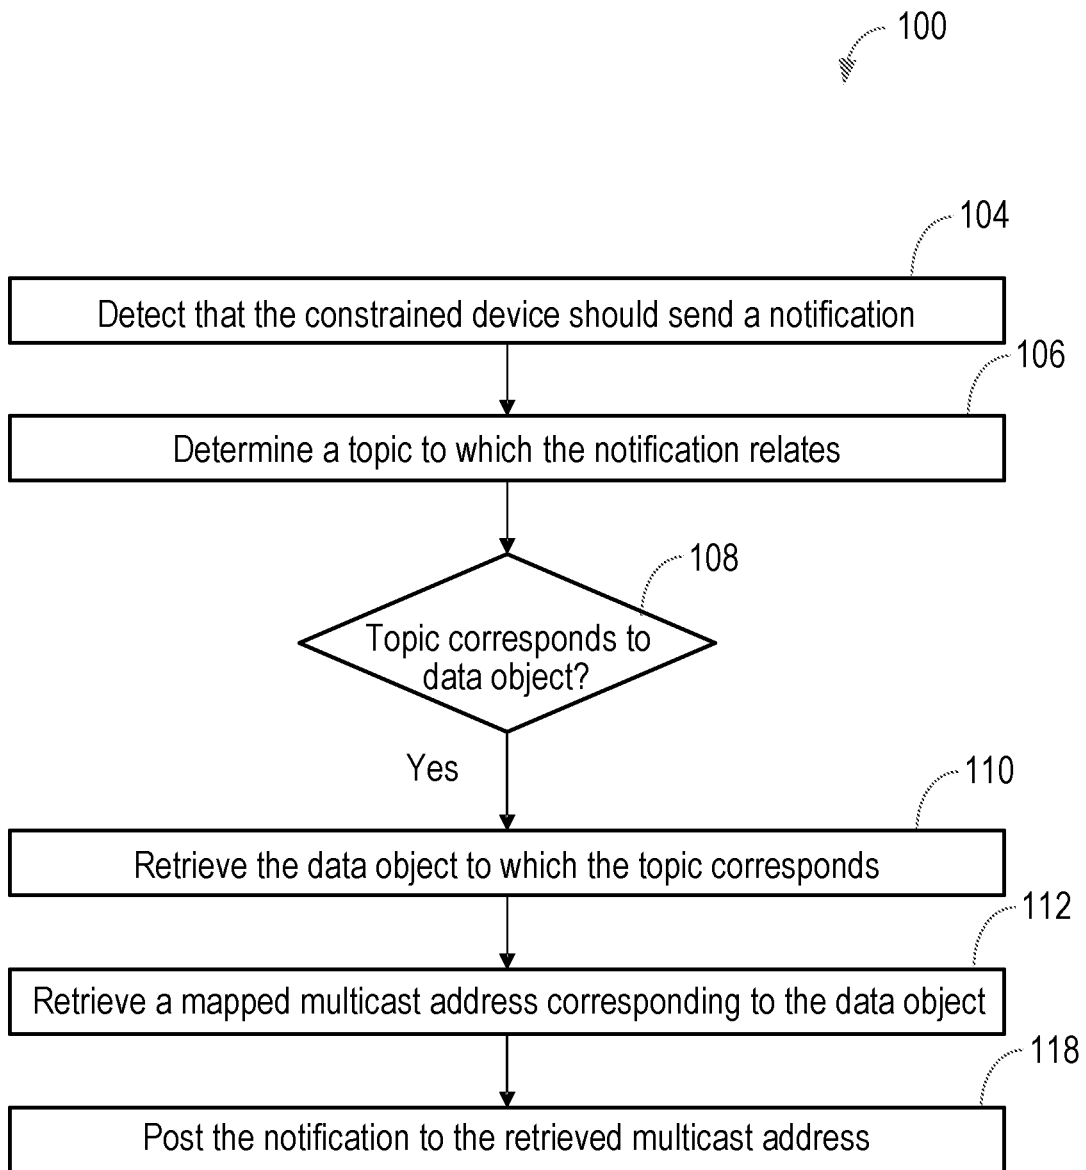 100
104
Detect that the constrained device should send a notification
106
Determine a topic to which the notification relates
108
Topic corresponds to
data object?
Yes
110
Retrieve the data object to which the topic corresponds
112
Retrieve a mapped multicast address corresponding to the data object
118
Post the notification to the retrieved multicast address